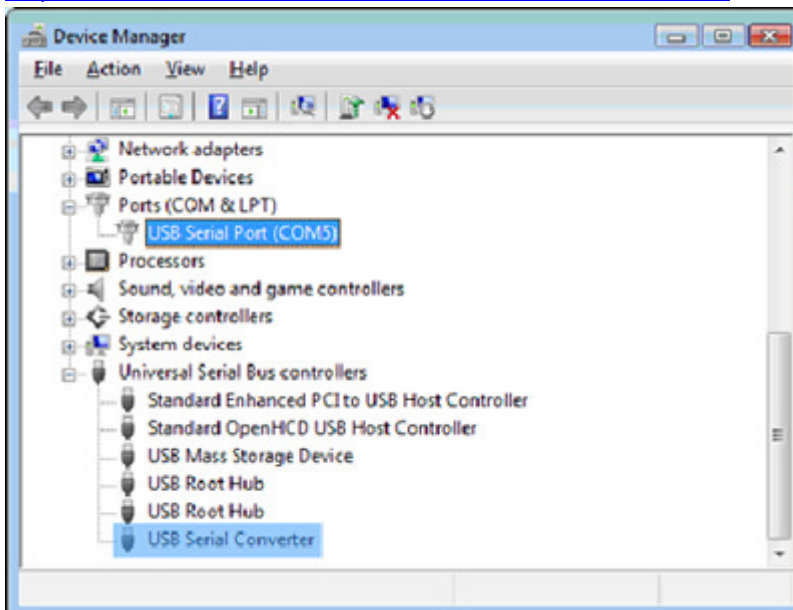 Device Manager
File Action View Help
Network adapters
Portable Devices
Ports (COM & LPT)
USB Serial Port (COM5)
Processors
Sound, video and game controllers
Storage controllers
System devices
Universal Serial Bus controllers
Standard Enhanced PCI to USB Host Controller
Standard OpenHCD USB Host Controller
USB Mass Storage Device
USB Root Hub
USB Root Hub
USB Serial Converter